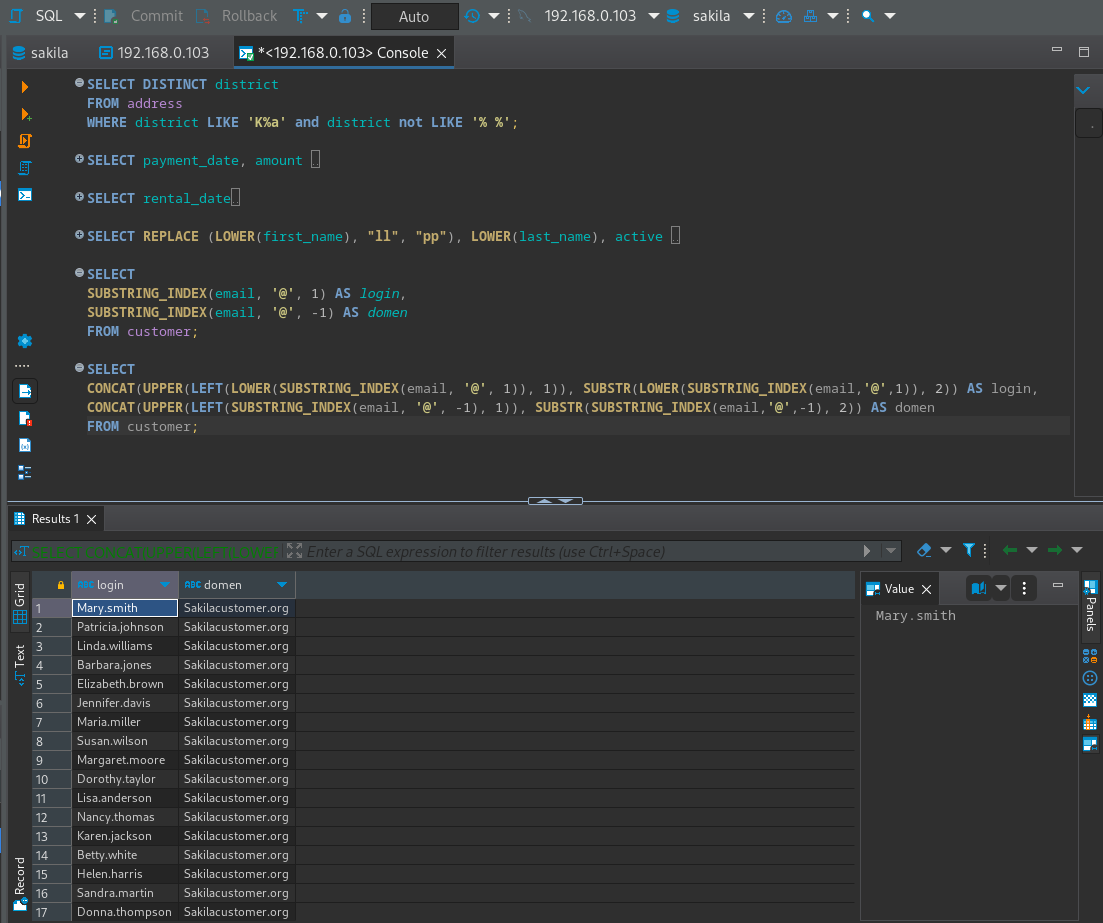 SQL Commit Rollback Auto 192.168.0.103 sakila
sakila 192.168.0.103 *<192.168.0.103> Console
SELECT DISTINCT district
FROM address
WHERE district LIKE 'K%a' and district not LIKE '% %';
SELECT payment_date, amount
SELECT rental_date
SELECT REPLACE (LOWER(first_name), "ll", "pp"), LOWER(last_name), active
SELECT
SUBSTRING_INDEX(email, '@', 1) AS login,
SUBSTRING_INDEX(email, '@', -1) AS domen
FROM customer;
SELECT
CONCAT(UPPER(LEFT(LOWER(SUBSTRING_INDEX(email, '@', 1)), 1)), SUBSTR(LOWER(SUBSTRING_INDEX(email,'@',1)), 2)) AS login,
CONCAT(UPPER(LEFT(SUBSTRING_INDEX(email, '@', -1), 1)), SUBSTR(SUBSTRING_INDEX(email,'@',-1), 2)) AS domen
FROM customer;
Results 1
SELECT CONCAT(UPPER(LEFT(LOWER Enter a SQL expression to filter results (use Ctrl+Space)
Grid
Text
Record
ABC login ABC domen
1 Mary.smith Sakilacustomer.org
2 Patricia.johnson Sakilacustomer.org
3 Linda.williams Sakilacustomer.org
4 Barbara.jones Sakilacustomer.org
5 Elizabeth.brown Sakilacustomer.org
6 Jennifer.davis Sakilacustomer.org
7 Maria.miller Sakilacustomer.org
8 Susan.wilson Sakilacustomer.org
9 Margaret.moore Sakilacustomer.org
10 Dorothy.taylor Sakilacustomer.org
11 Lisa.anderson Sakilacustomer.org
12 Nancy.thomas Sakilacustomer.org
13 Karen.jackson Sakilacustomer.org
14 Betty.white Sakilacustomer.org
15 Helen.harris Sakilacustomer.org
16 Sandra.martin Sakilacustomer.org
17 Donna.thompson Sakilacustomer.org
Value
Mary.smith
Panels